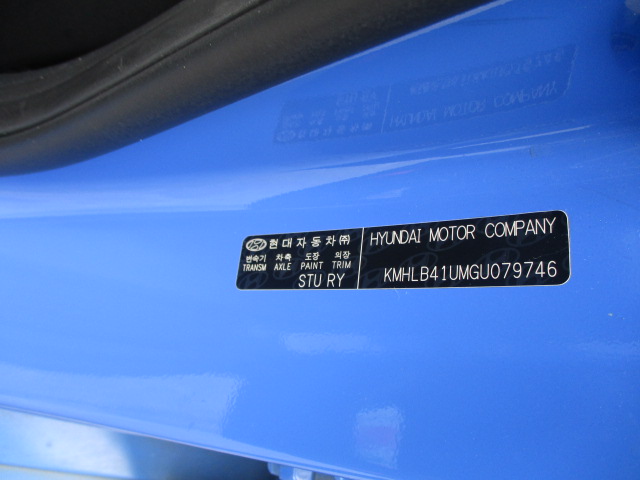 현대자동차㈜
변속기 차축 도장 의장
TRANSM AXLE PAINT TRIM
STU RY
HYUNDAI MOTOR COMPANY
KMHLB41UMGU079746